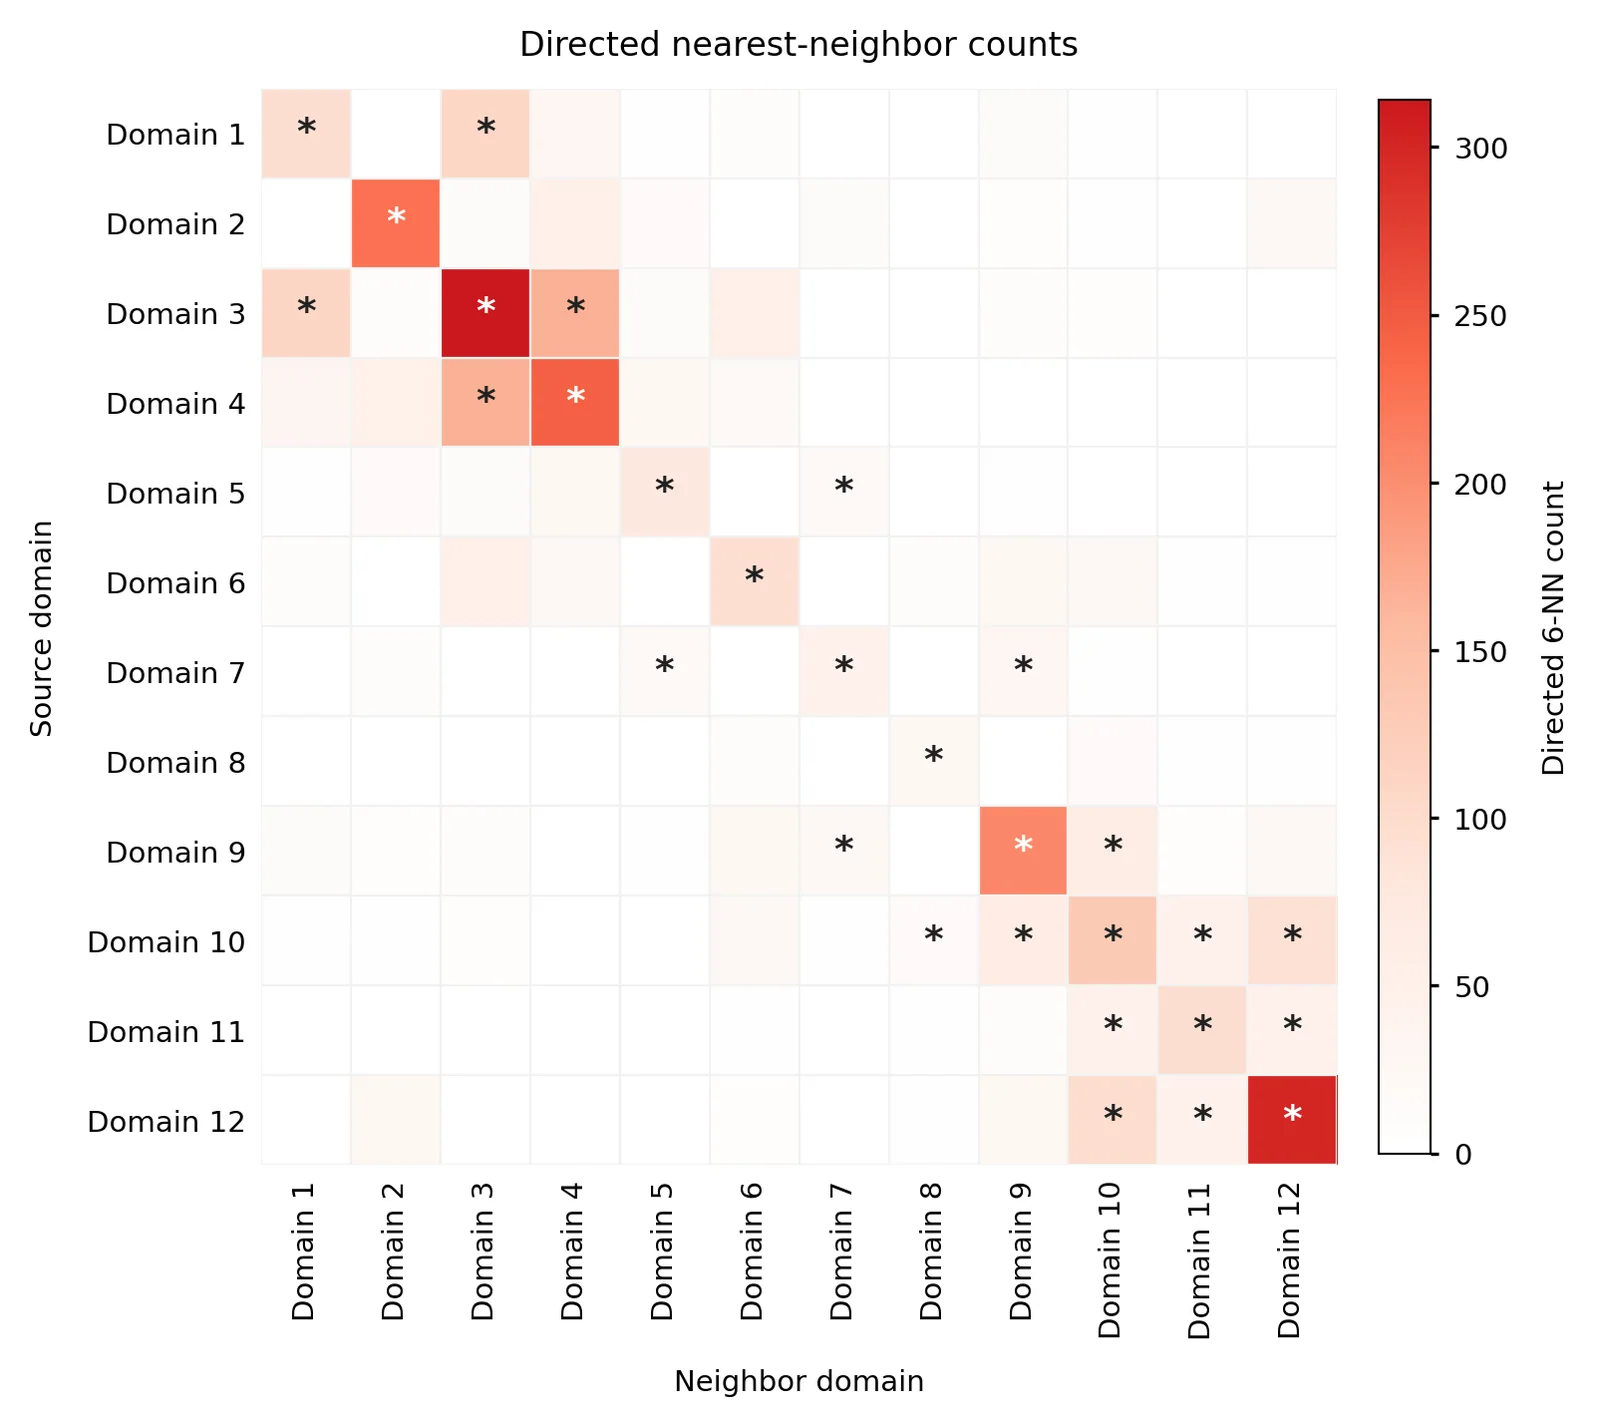 Directed nearest-neighbor counts
Domain 1 * *
Domain 2 *
Domain 3 * * *
Domain 4 * *
Domain 5 * *
Domain 6 *
Domain 7 * * *
Domain 8 *
Domain 9 * * *
Domain 10 * * * * *
Domain 11 * * *
Domain 12 * * *
Source domain
Domain 1
Domain 2
Domain 3
Domain 4
Domain 5
Domain 6
Domain 7
Domain 8
Domain 9
Domain 10
Domain 11
Domain 12
Neighbor domain
300
250
200
150
100
50
0
Directed 6-NN count